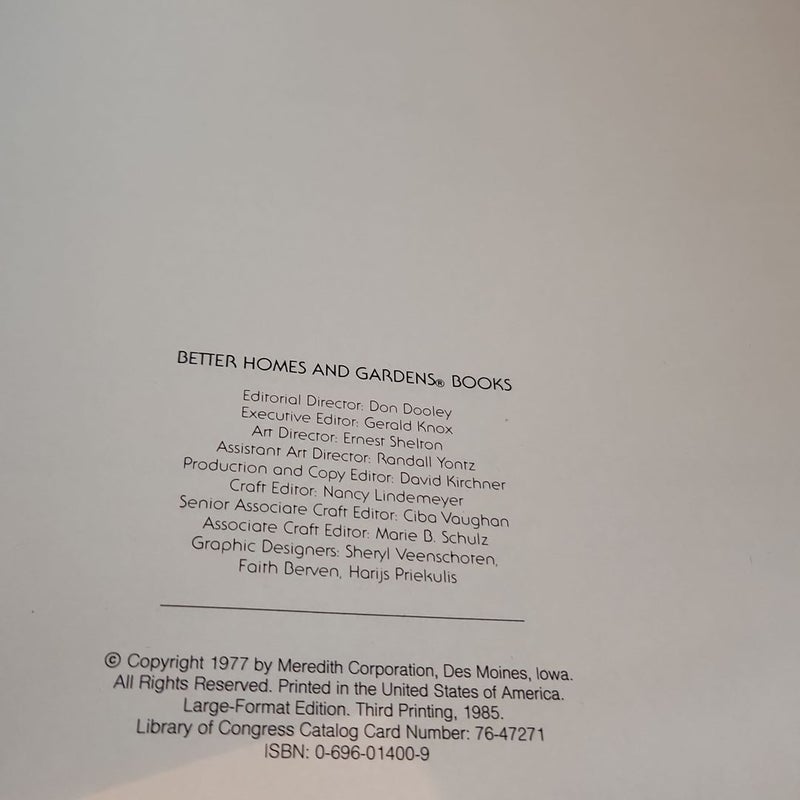 BETTER HOMES AND GARDENS® BOOKS
Editorial Director: Don Dooley
Executive Editor: Gerald Knox
Art Director: Ernest Shelton
Assistant Art Director: Randall Yontz
Production and Copy Editor: David Kirchner
Craft Editor: Nancy Lindemeyer
Senior Associate Craft Editor: Ciba Vaughan
Associate Craft Editor: Marie B. Schulz
Graphic Designers: Sheryl Veenschoten,
Faith Berven, Harijs Priekulis
© Copyright 1977 by Meredith Corporation, Des Moines, Iowa.
All Rights Reserved. Printed in the United States of America.
Large-Format Edition. Third Printing, 1985.
Library of Congress Catalog Card Number: 76-47271
ISBN: 0-696-01400-9